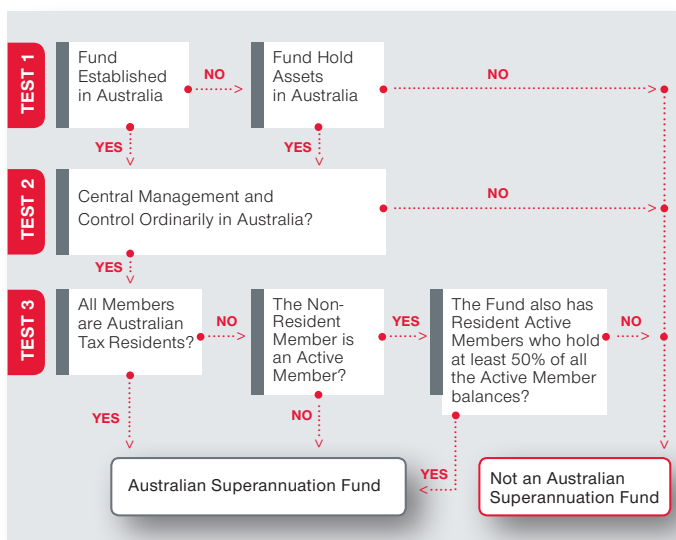 TEST 1
Fund
Established
in Australia
NO
Fund Hold
Assets
in Australia
NO
YES
YES
TEST 2
Central Management and
Control Ordinarily in Australia?
NO
YES
TEST 3
All Members
are Australian
Tax Residents?
NO
The Non-
Resident
Member is
an Active
Member?
YES
The Fund also has
Resident Active
Members who hold
at least 50% of all
the Active Member
balances?
NO
YES
NO
YES
Australian Superannuation Fund
Not an Australian
Superannuation Fund